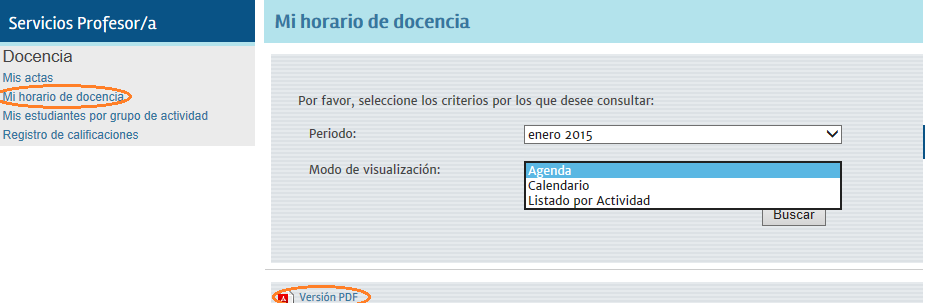 Servicios Profesor/a
Docencia
Mis actas
Mi horario de docencia
Mis estudiantes por grupo de actividad
Registro de calificaciones
Mi horario de docencia
Por favor, seleccione los criterios por los que desee consultar:
Periodo: enero 2015
Modo de visualización: Agenda
Calendario
Listado por Actividad
Buscar
Versión PDF